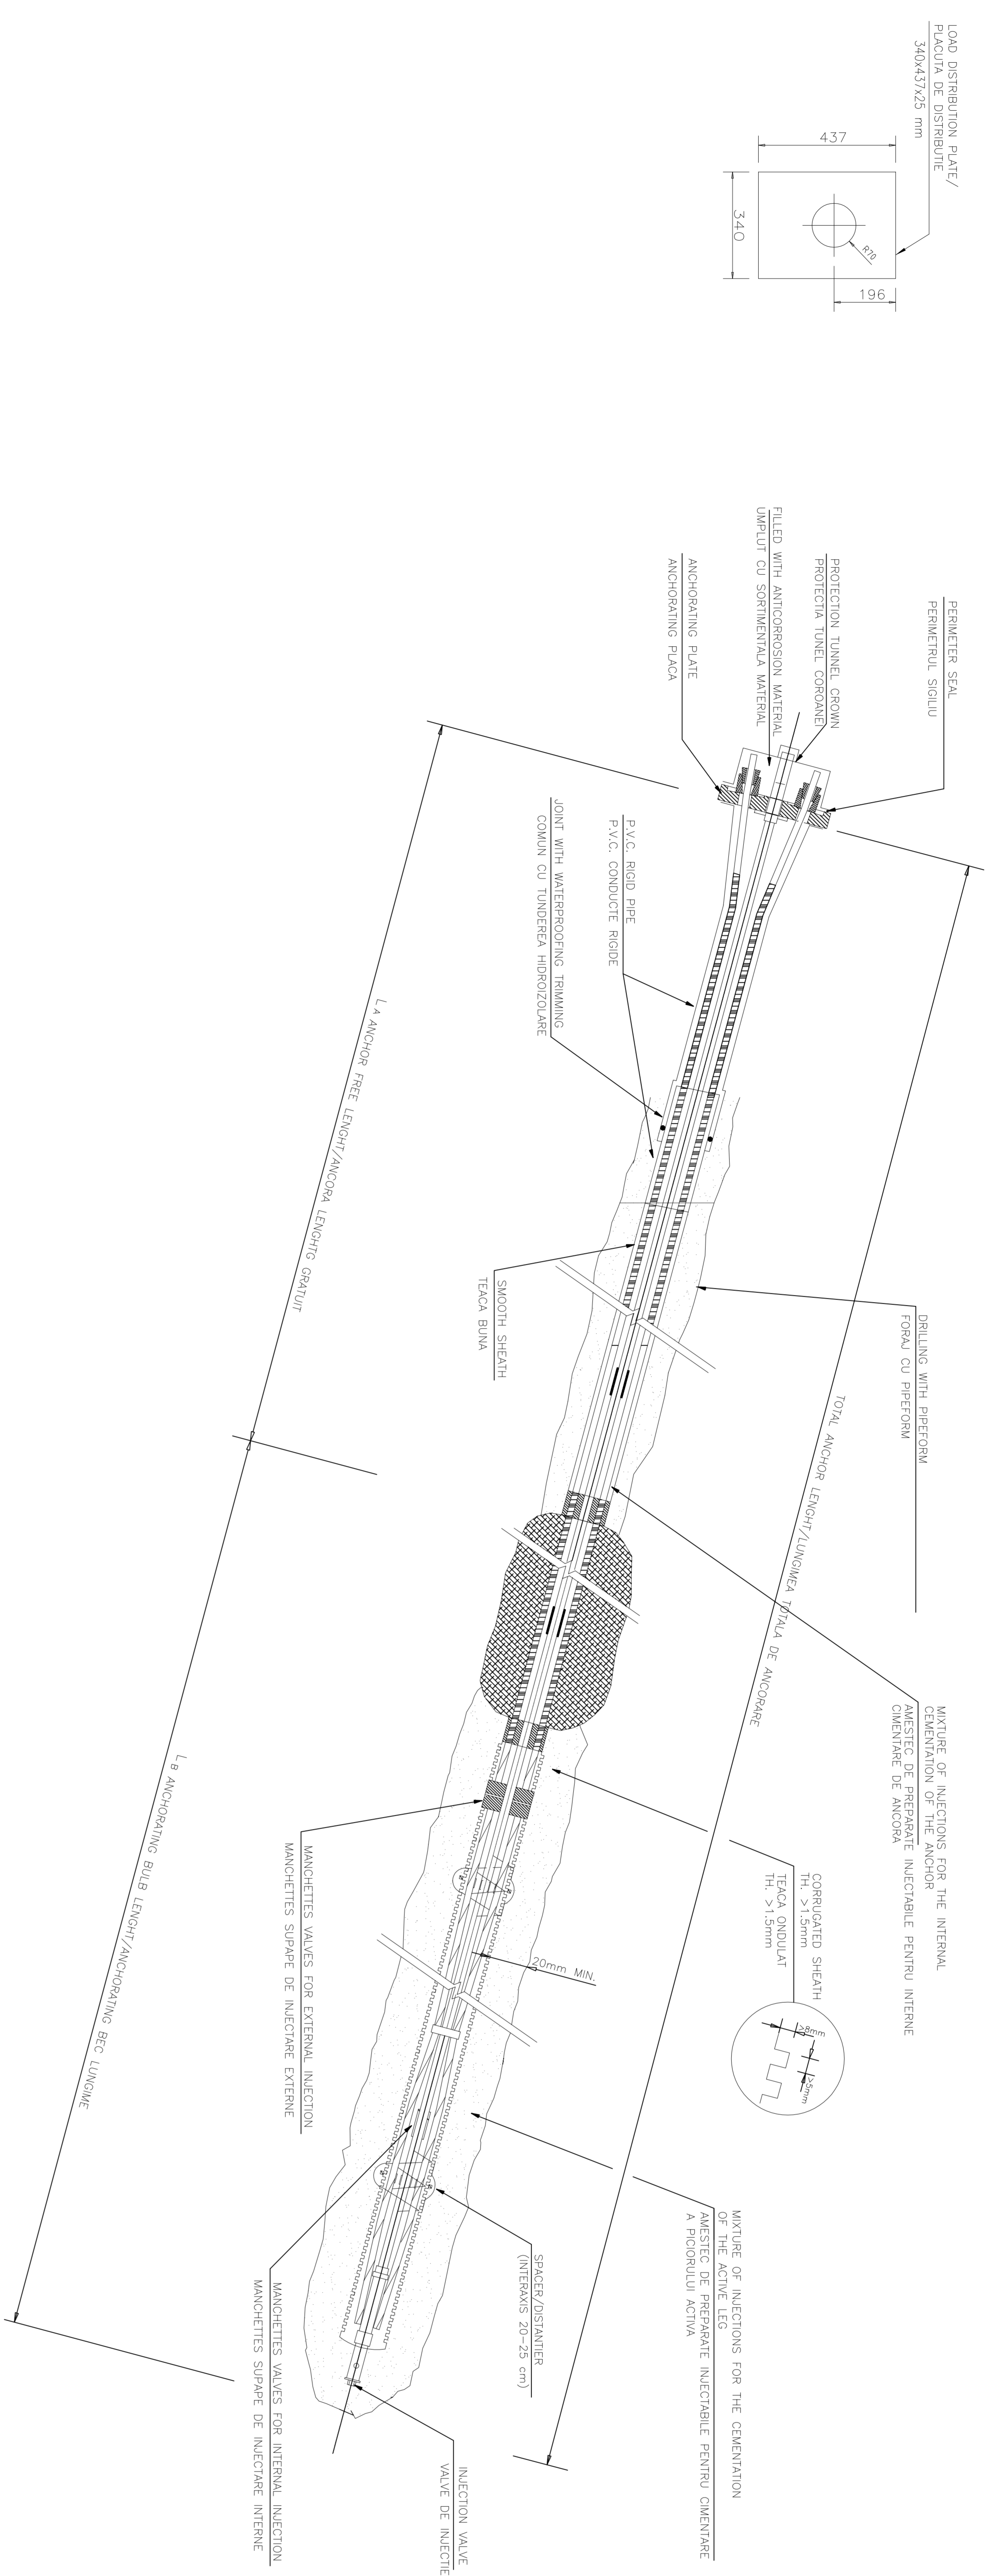 LOAD DISTRIBUTION PLATE/
PLACUTA DE DISTRIBUTIE
340x437x25 mm
437
340
R70
196
PERIMETER SEAL
PERIMETRUL SIGILIU
PROTECTION TUNNEL CROWN
PROTECTIA TUNEL COROANEI
FILLED WITH ANTICORROSION MATERIAL
UMPLUT CU SORTIMENTALA MATERIAL
ANCHORATING PLATE
ANCHORATING PLACA
P.V.C. RIGID PIPE
P.V.C. CONDUCTE RIGIDE
JOINT WITH WATERPROOFING TRIMMING
COMUN CU TUNDEREA HIDROIZOLARE
LA ANCHOR FREE LENGHT/ANCORA LENGHTG GRATUIT
SMOOTH SHEATH
TEACA BUNA
DRILLING WITH PIPEFORM
FORAJ CU PIPEFORM
TOTAL ANCHOR LENGHT/LUNGIMEA TOTALA DE ANCORARE
MIXTURE OF INJECTIONS FOR THE INTERNAL
CEMENTATION OF THE ANCHOR
AMESTEC DE PREPARATE INJECTABILE PENTRU INTERNE
CIMENTARE DE ANCORA
CORRUGATED SHEATH
TH. >1.5mm
TEACA ONDULAT
TH. >1.5mm
>8mm
>5mm
20mm MIN.
MANCHETTES VALVES FOR EXTERNAL INJECTION
MANCHETTES SUPAPE DE INJECTARE EXTERNE
LB ANCHORATING BULB LENGHT/ANCHORATING BEC LUNGIME
MIXTURE OF INJECTIONS FOR THE CEMENTATION
OF THE ACTIVE LEG
AMESTEC DE PREPARATE INJECTABILE PENTRU CIMENTARE
A PICIORULUI ACTIVA
SPACER/DISTANTIER
(INTERAXIS 20-25 cm)
INJECTION VALVE
VALVE DE INJECTIE
MANCHETTES VALVES FOR INTERNAL INJECTION
MANCHETTES SUPAPE DE INJECTARE INTERNE